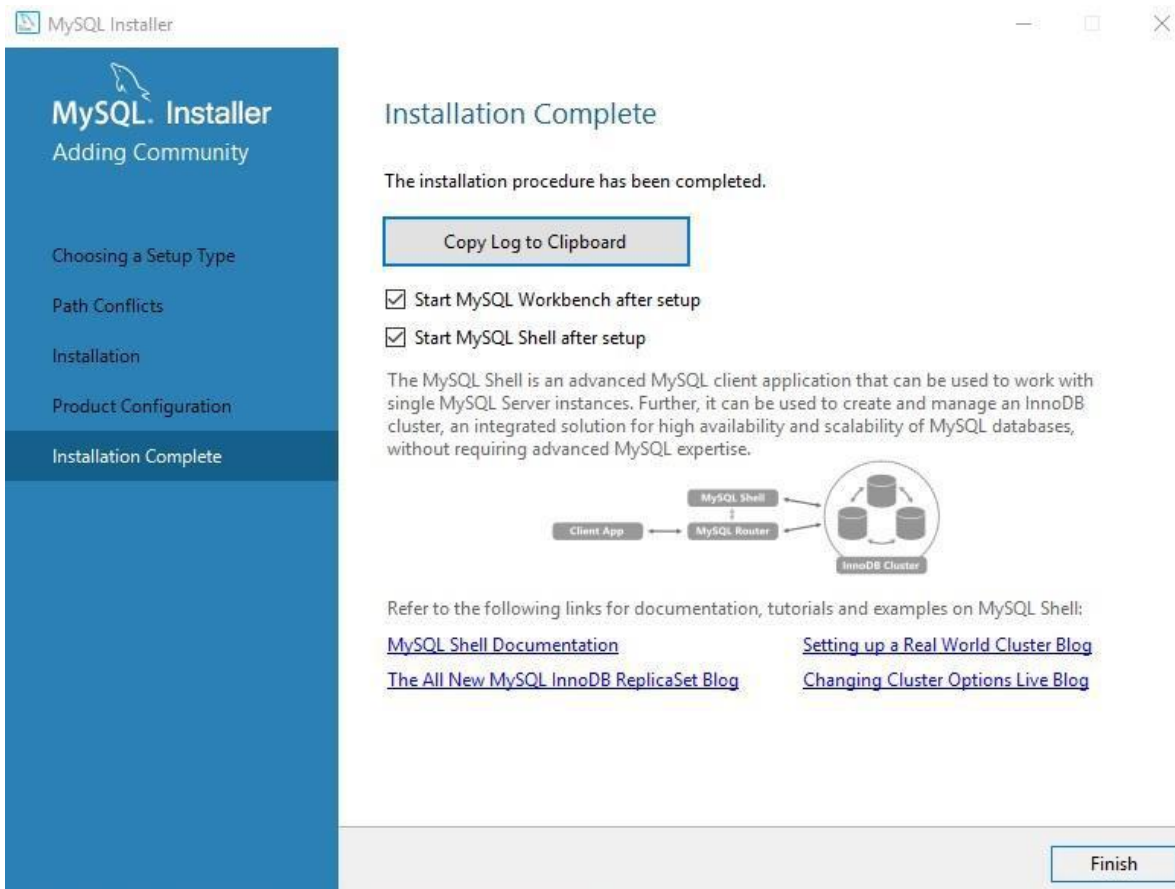 MySQL Installer
MySQL. Installer
Adding Community
Choosing a Setup Type
Path Conflicts
Installation
Product Configuration
Installation Complete
Installation Complete
The installation procedure has been completed.
Copy Log to Clipboard
Start MySQL Workbench after setup
Start MySQL Shell after setup
The MySQL Shell is an advanced MySQL client application that can be used to work with
single MySQL Server instances. Further, it can be used to create and manage an InnoDB
cluster, an integrated solution for high availability and scalability of MySQL databases,
without requiring advanced MySQL expertise.
MySQL Shell
Client App
MySQL Router
InnoDB Cluster
Refer to the following links for documentation, tutorials and examples on MySQL Shell:
MySQL Shell Documentation
Setting up a Real World Cluster Blog
The All New MySQL InnoDB ReplicaSet Blog
Changing Cluster Options Live Blog
Finish